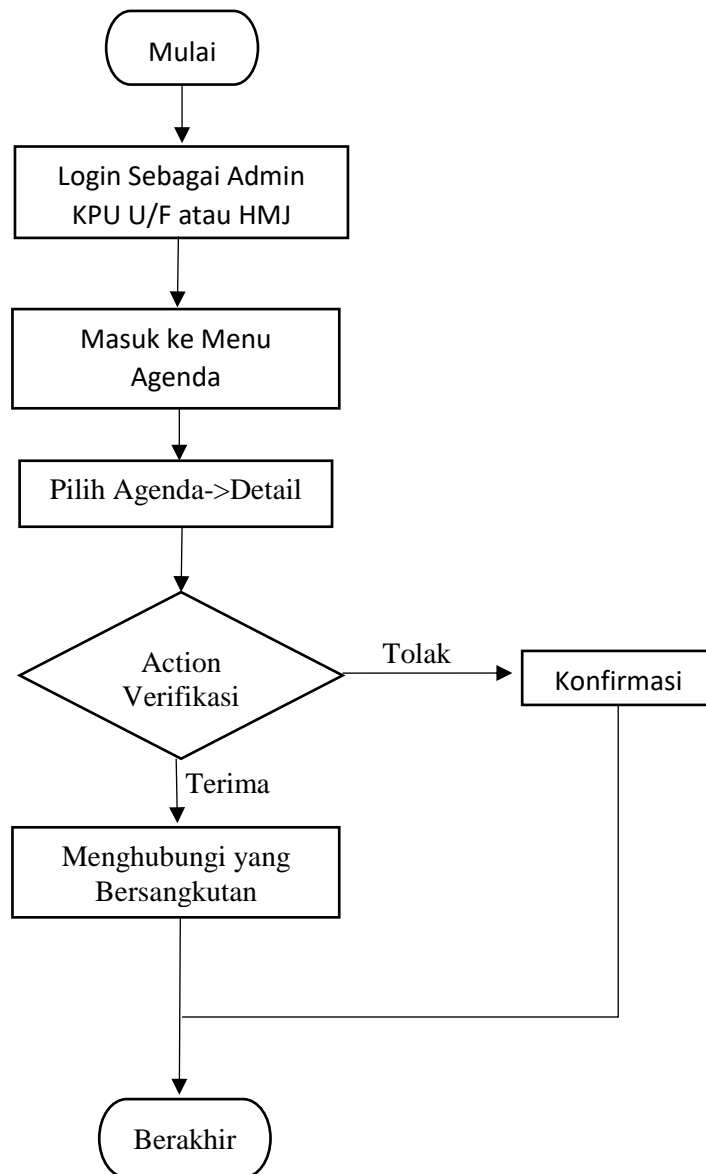 Mulai
Login Sebagai Admin
KPU U/F atau HMJ
Masuk ke Menu
Agenda
Pilih Agenda->Detail
Action
Verifikasi
Tolak
Konfirmasi
Terima
Menghubungi yang
Bersangkutan
Berakhir